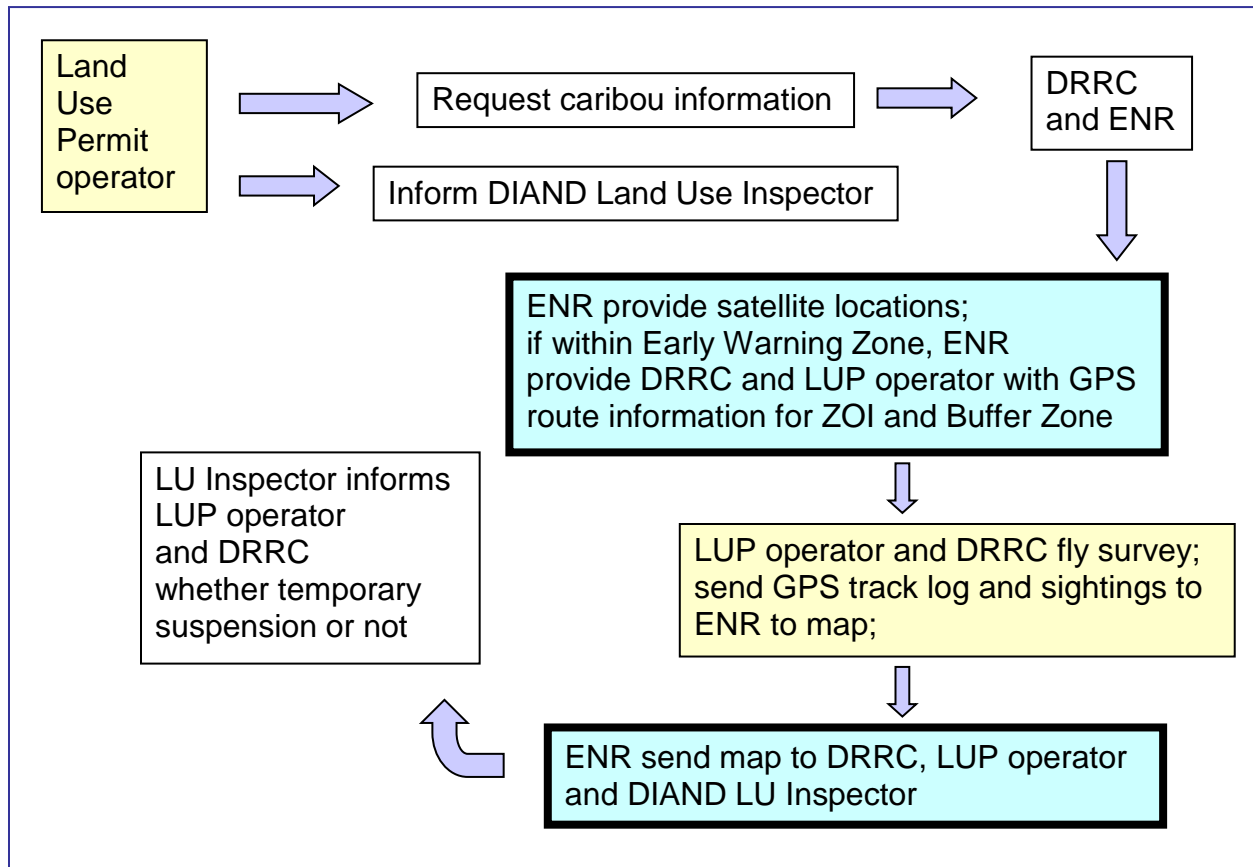 Land
Use
Permit
operator
Request caribou information
DRRC
and ENR
Inform DIAND Land Use Inspector
ENR provide satellite locations;
if within Early Warning Zone, ENR
provide DRRC and LUP operator with GPS
route information for ZOI and Buffer Zone
LUP operator and DRRC fly survey;
send GPS track log and sightings to
ENR to map;
ENR send map to DRRC, LUP operator
and DIAND LU Inspector
LU Inspector informs
LUP operator
and DRRC
whether temporary
suspension or not